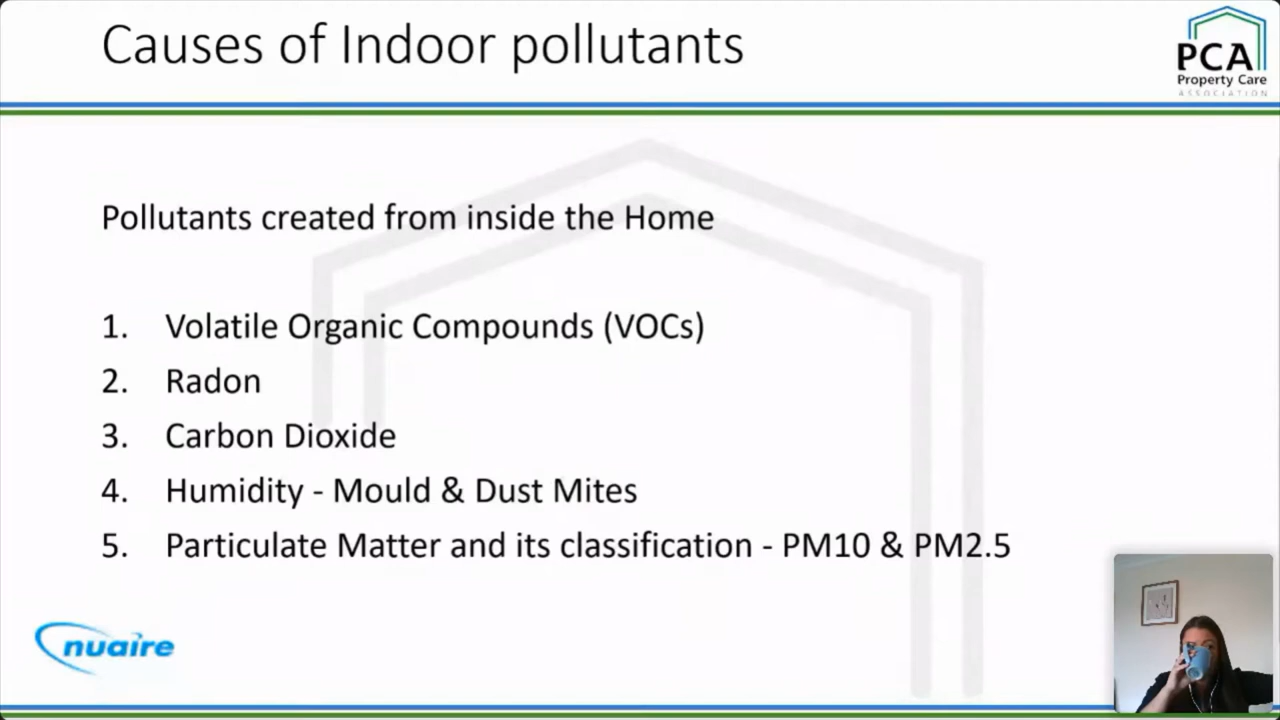 Causes of Indoor pollutants
PCA
Property Care
ASSOCIATION
Pollutants created from inside the Home
1. Volatile Organic Compounds (VOCs)
2. Radon
3. Carbon Dioxide
4. Humidity - Mould & Dust Mites
5. Particulate Matter and its classification - PM10 & PM2.5
nuaire